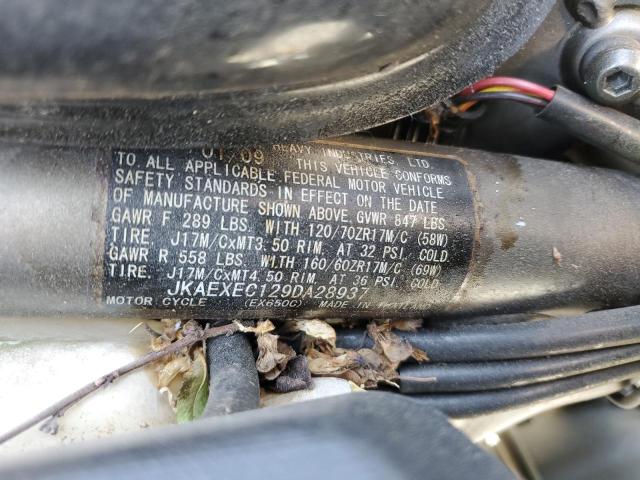 01/09 HEAVY INDUSTRIES, LTD.
THIS VEHICLE CONFORMS
TO ALL APPLICABLE FEDERAL MOTOR VEHICLE
SAFETY STANDARDS IN EFFECT ON THE DATE
OF MANUFACTURE SHOWN ABOVE. GVWR 847 LBS.
GAWR F 289 LBS. WITH 120/70ZR17M/C (58W)
TIRE. J17M/CxMT3.50 RIM. AT 32 PSI. COLD.
GAWR R 558 LBS. WITH 160/60ZR17M/C (69W)
TIRE. J17M/CxMT4.50 RIM. AT 36 PSI. COLD
JKAEXEC129DA28937
MOTOR CYCLE (EX650C) MADE IN